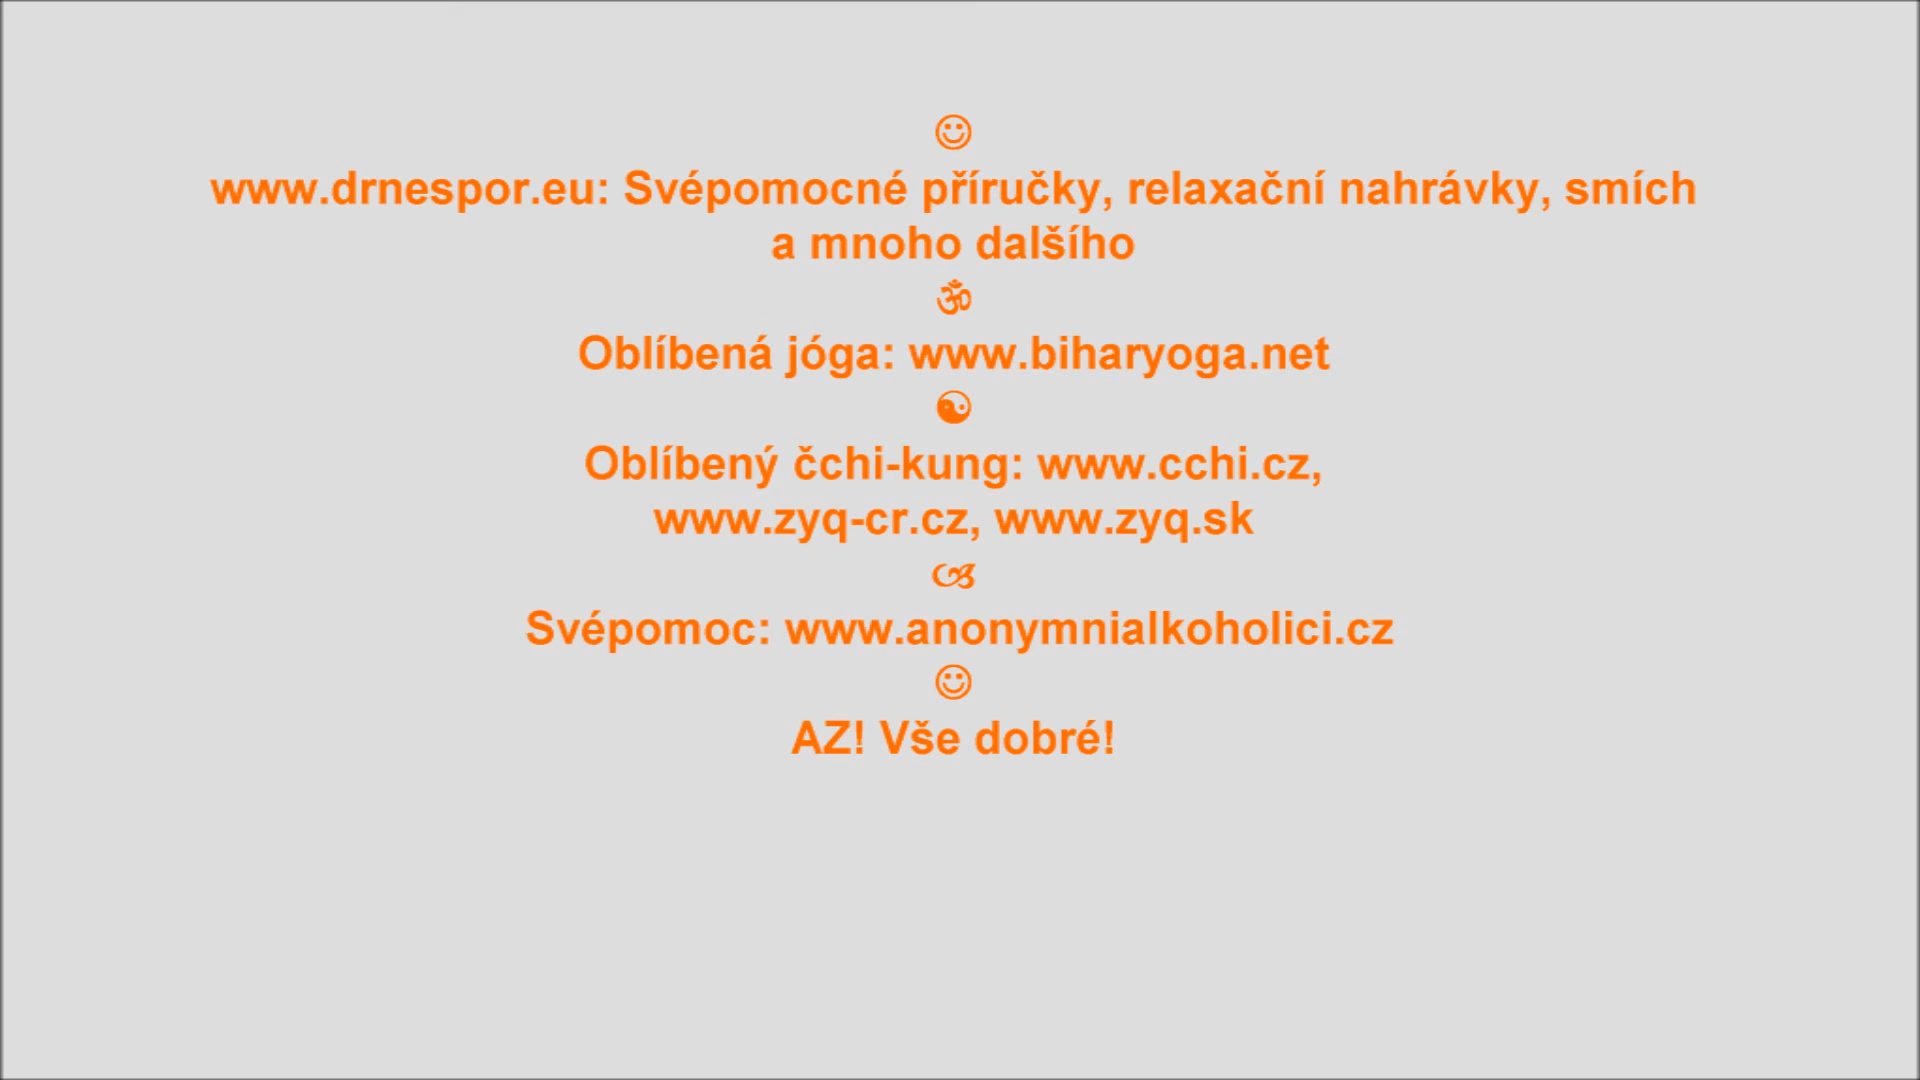 ☺
www.drnespor.eu: Svépomocné příručky, relaxační nahrávky, smích
a mnoho dalšího
ॐ
Oblíbená jóga: www.biharyoga.net
☯
Oblíbený čchi-kung: www.cchi.cz,
www.zyq-cr.cz, www.zyq.sk
Svépomoc: www.anonymnialkoholici.cz
☺
AZ! Vše dobré!